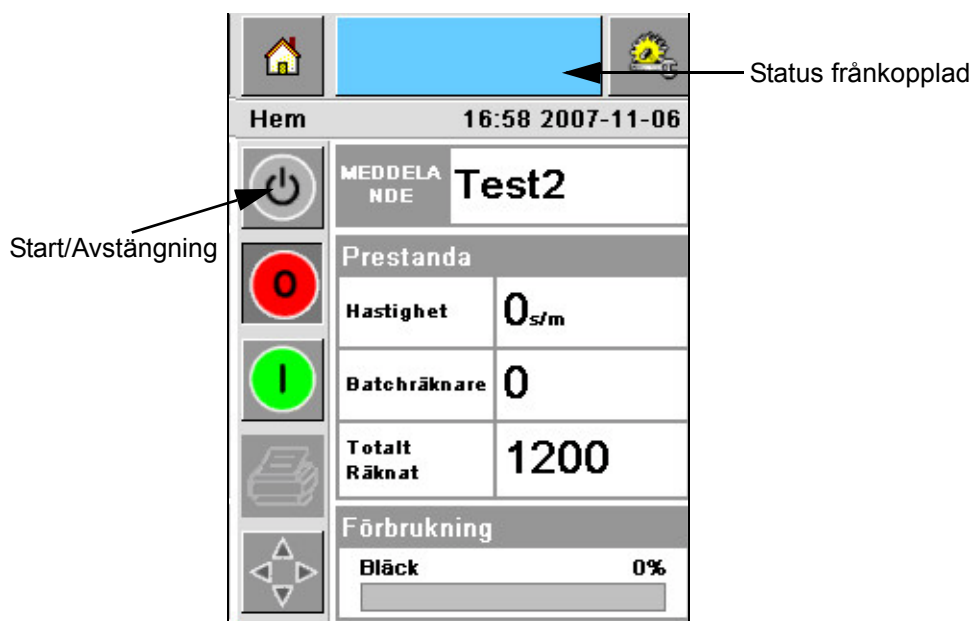 Status frånkopplad
Hem 16:58 2007-11-06
MEDDELA
NDE
Test2
Start/Avstängning
Prestanda
O
Hastighet 0s/m
I
Batchräknare 0
Totalt
Räknat
1200
Förbrukning
Bläck 0%